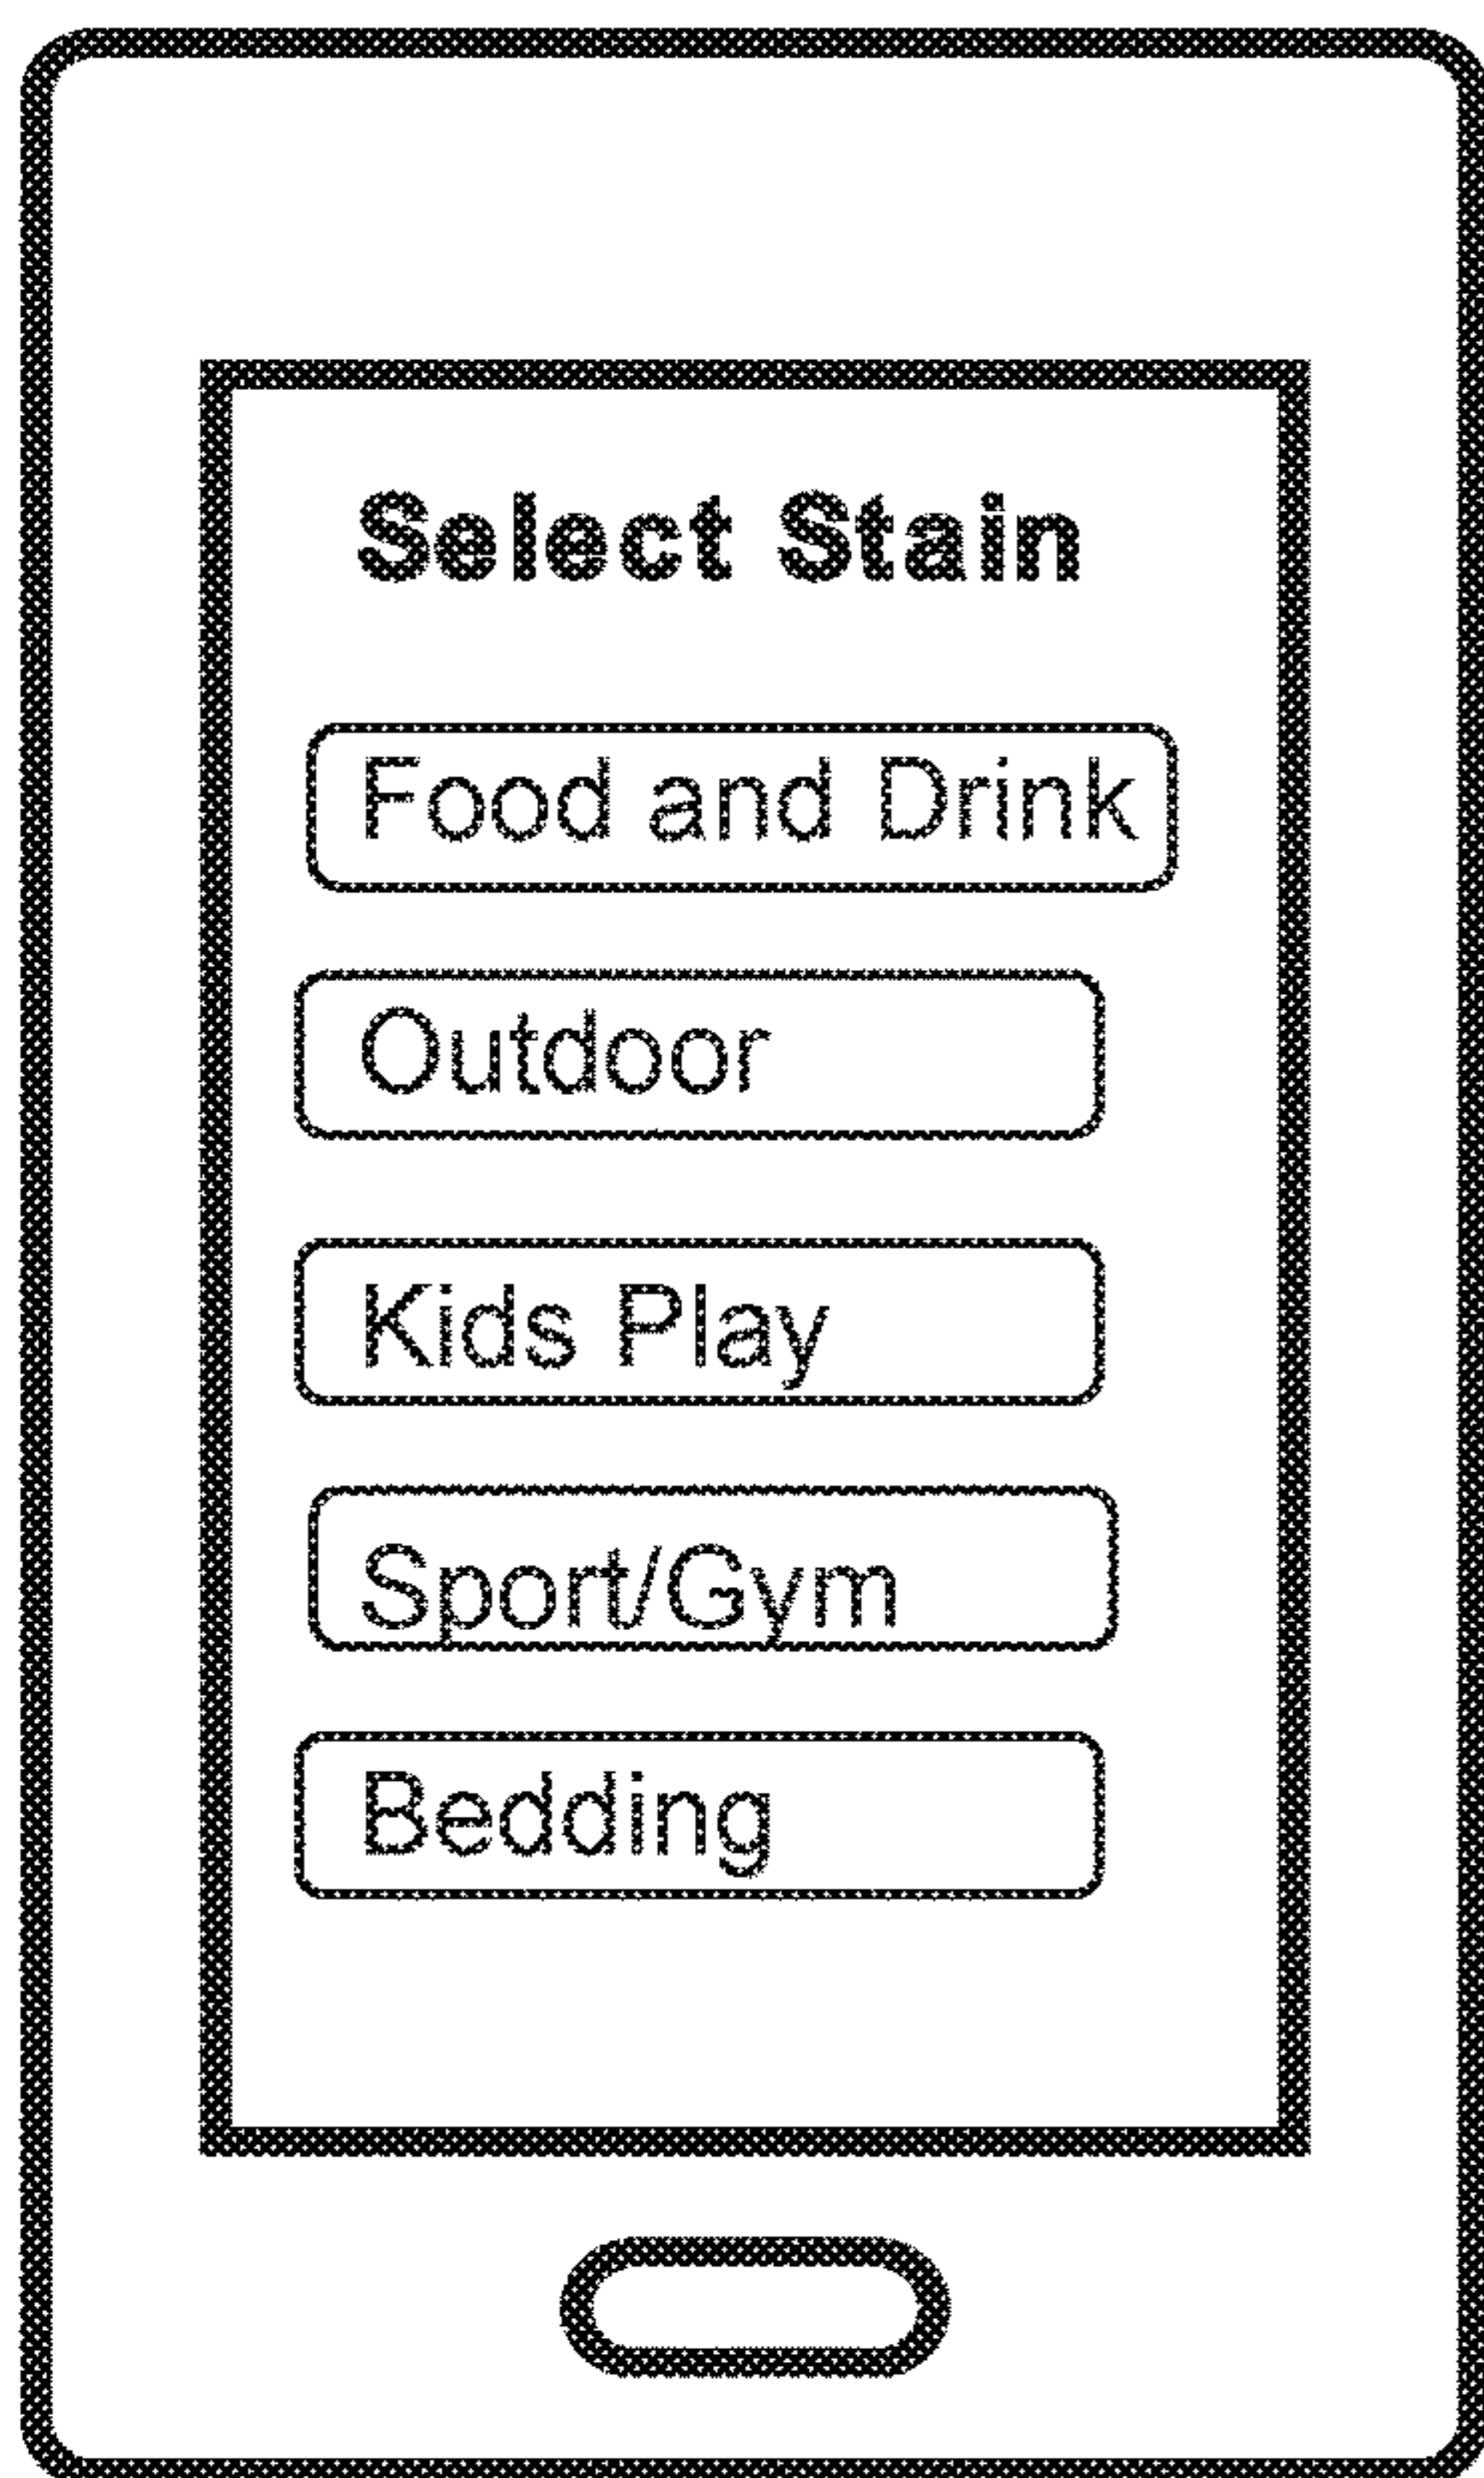 Select Stain
Food and Drink
Outdoor
Kids Play
Sport/Gym
Bedding